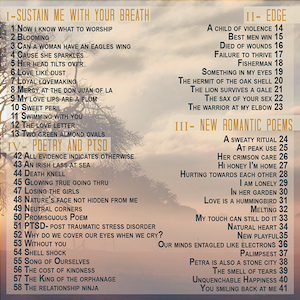 I-SUSTAIN ME WITH YOUR BREATH
1 NOW I KNOW WHAT TO WORSHIP
2 BLOOMING
3 CAN A WOMAN HAVE AN EAGLES WING
4 CAUSE SHE SPARKLES
5 HER HEAD TILTS OVER
6 LOVE LIKE DUST
7 LOYAL LOVEMAKING
8 MERCY AT THE DON JUAN OF LA
9 MY LOVE LIPS ARE A PLUM
10 SWEET PERI
11 SWIMMING WITH YOU
12 THE LOVE LETTER
13 TWO GREEN ALMOND OVALS
II- EDGE
A CHILD OF VIOLENCE 14
BEST MEN WIN 15
DIED OF WOUNDS 16
FAILURE TO THRIVE 17
FISHERMAN 18
SOMETHING IN MY EYES 19
THE HERMIT OF THE OAK SHELL 20
THE LION SURVIVES A GALE 21
THE SAX OF YOUR SEX 22
THE WARRIOR AT MY ELBOW 23
III- NEW ROMANTIC POEMS
A SWEATY RITUAL 24
AT PEAK USE 25
HER CRIMSON CARE 26
HI HONEY I'M HOME 27
HURTING TOWARDS EACH OTHER 28
I AM LONELY 29
IN HER GARDEN 30
LOVE IS A HUMMINGBIRD 31
MELTING 32
MY TOUCH CAN STILL DO IT 33
NATURAL HEART 34
NEW PLAYFUL 35
OUR MINDS ENTANGLED LIKE ELECTRONS 36
PALIMPSEST 37
PETRA IS ALSO A STONE CITY 38
THE SMELL OF TEARS 39
UNQUENCHABLE HAPPINESS 40
YOU SMILING BACK AT ME 41
IV - POETRY AND PTSD
42 ALL EVIDENCE INDICATES OTHERWISE
43 AN IRISH LASS AT SEA
44 DEATH KNELL
45 GLOWING TRUE GOING THRU
47 LOSING THE GIRLS
48 NATURE'S FACE NOT HIDDEN FROM ME
49 NEUTRAL CORNERS
50 PROMISCUOUS POEM
51 PTSD- POST TRAUMATIC STRESS DISORDER
52 WHY DO WE COVER OUR EYES WHEN WE CRY?
53 WITHOUT YOU
54 SHELL SHOCK
55 SONG OF OURSELVES
56 THE COST OF KINDNESS
57 THE KING OF THE ORPHANAGE
58 THE RELATIONSHIP NINJA